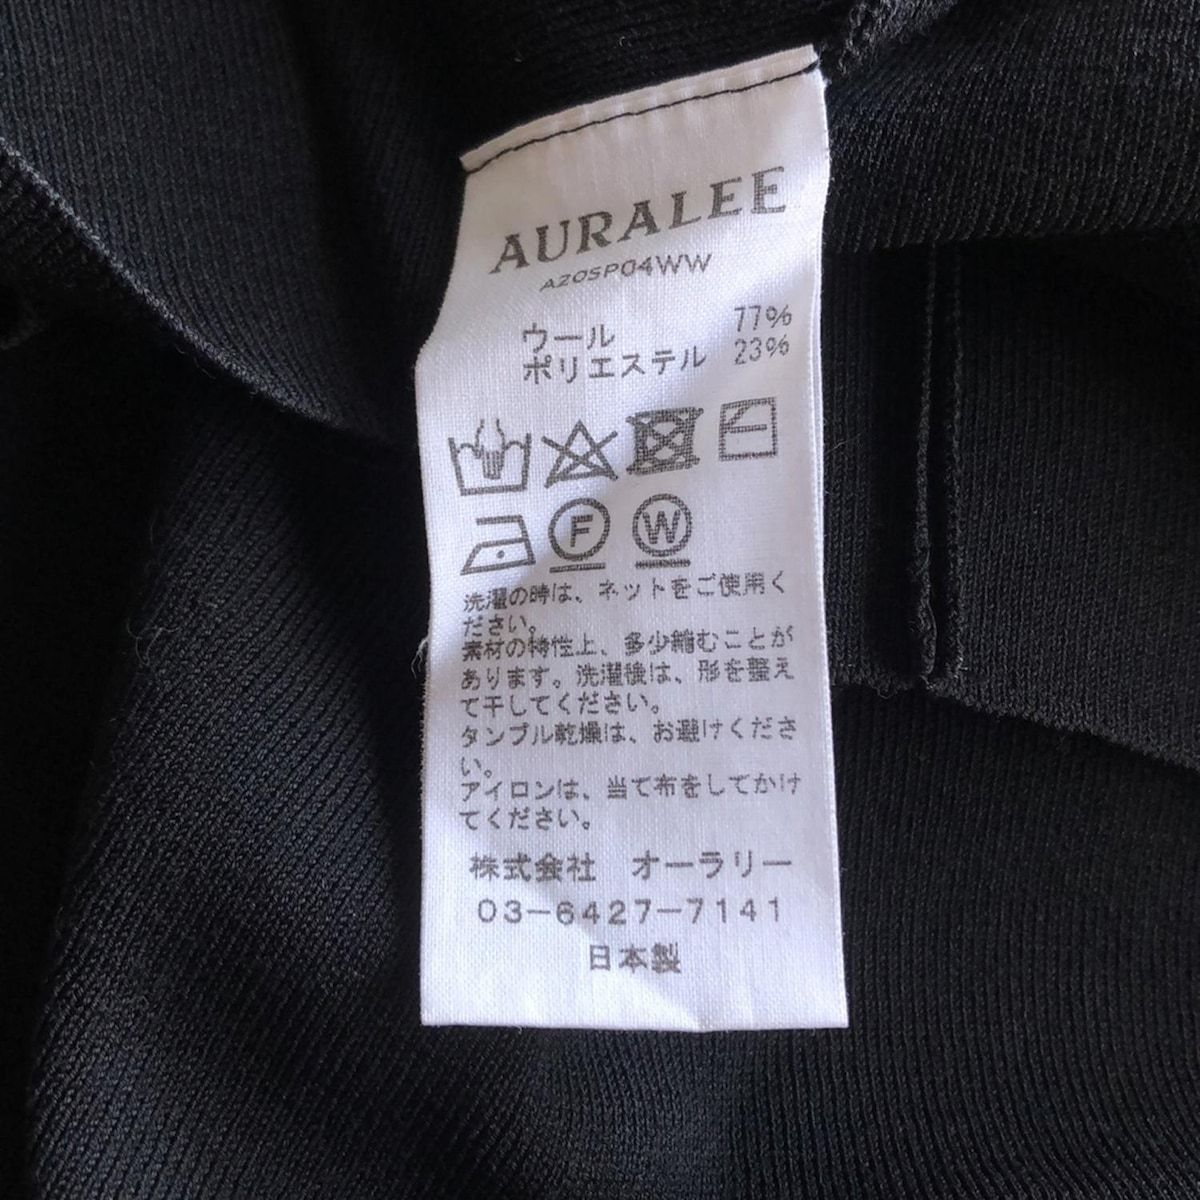 AURALEE
A20SP04WW
ウール 77%
ポリエステル 23%
F W
洗濯の時は、ネットをご使用く
ださい。
素材の特性上、多少縮むことが
あります。洗濯後は、形を整え
て干してください。
タンブル乾燥は、お避けくださ
い。
アイロンは、当て布をしてかけ
てください。
株式会社 オーラリー
03-6427-7141
日本製